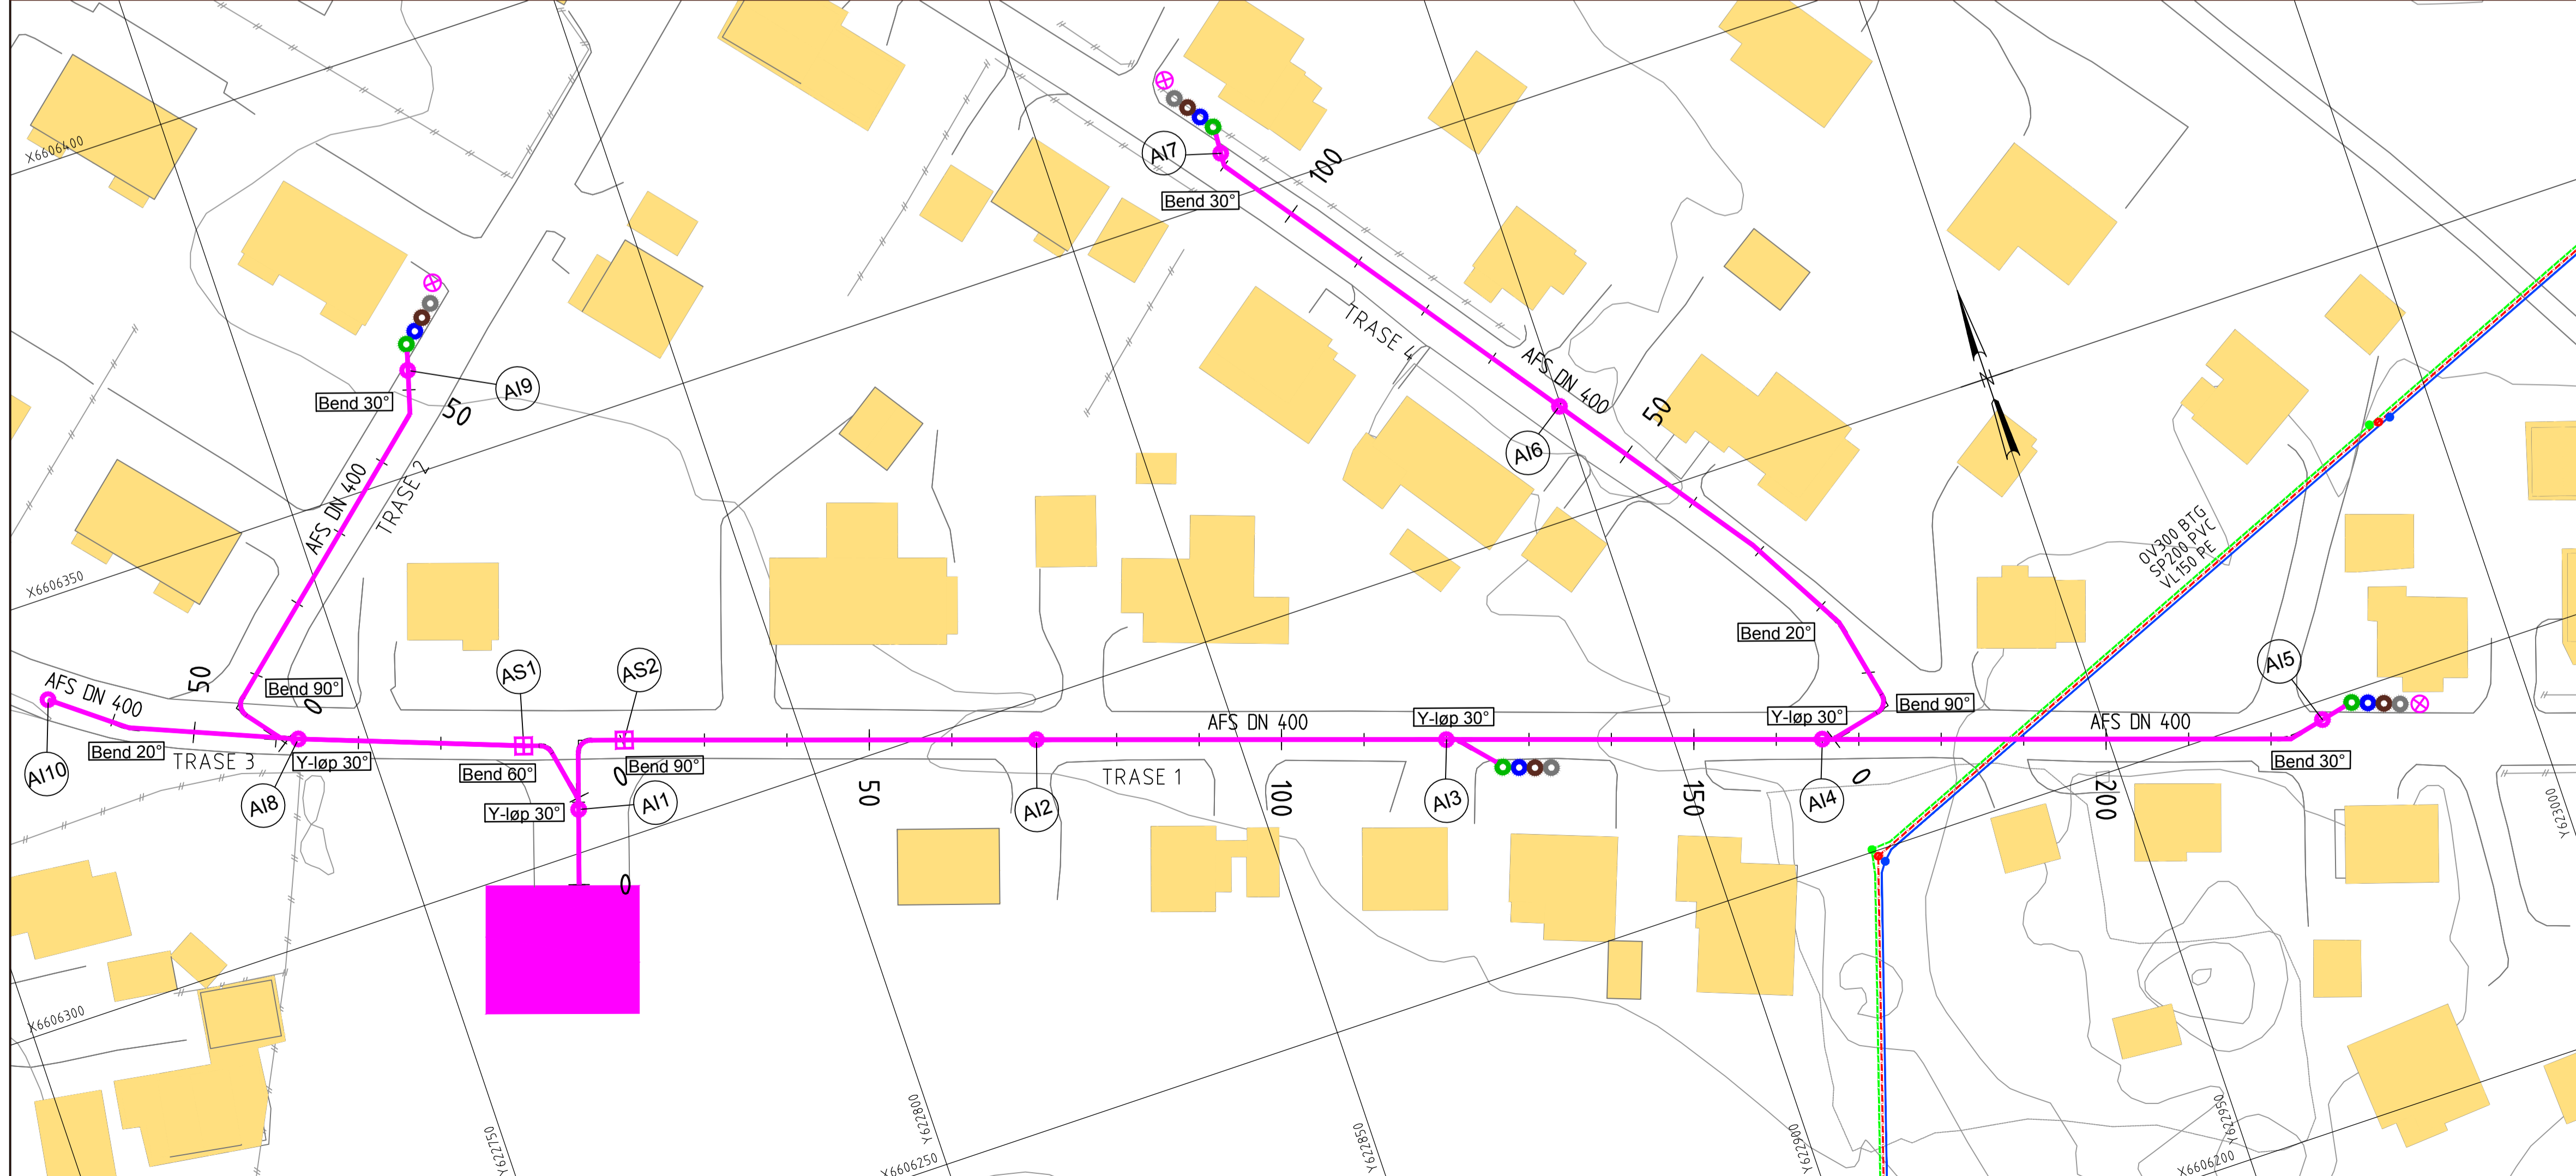 X6606400
AI7
Bend 30°
100
TRASE 4
AFS DN 400
50
AI6
N
AI9
Bend 30°
50
AFS DN 400
TRASE 2
X6606350
OV300 BTG
SP200 PVC
VL150 PE
Bend 20°
AS1
AS2
AI5
50
Bend 90°
0
AFS DN 400
AI10
Bend 20°
TRASE 3
AI8
Y-løp 30°
Bend 60°
0
Bend 90°
Y-løp 30°
AI1
0
50
AI2
TRASE 1
AFS DN 400
100
Y-løp 30°
AI3
150
Y-løp 30°
AI4
Bend 90°
0
AFS DN 400
200
Bend 30°
Y623000
X6606300
Y622750
Y622800
X6606250
Y622850
Y622900
Y622950
X6606200